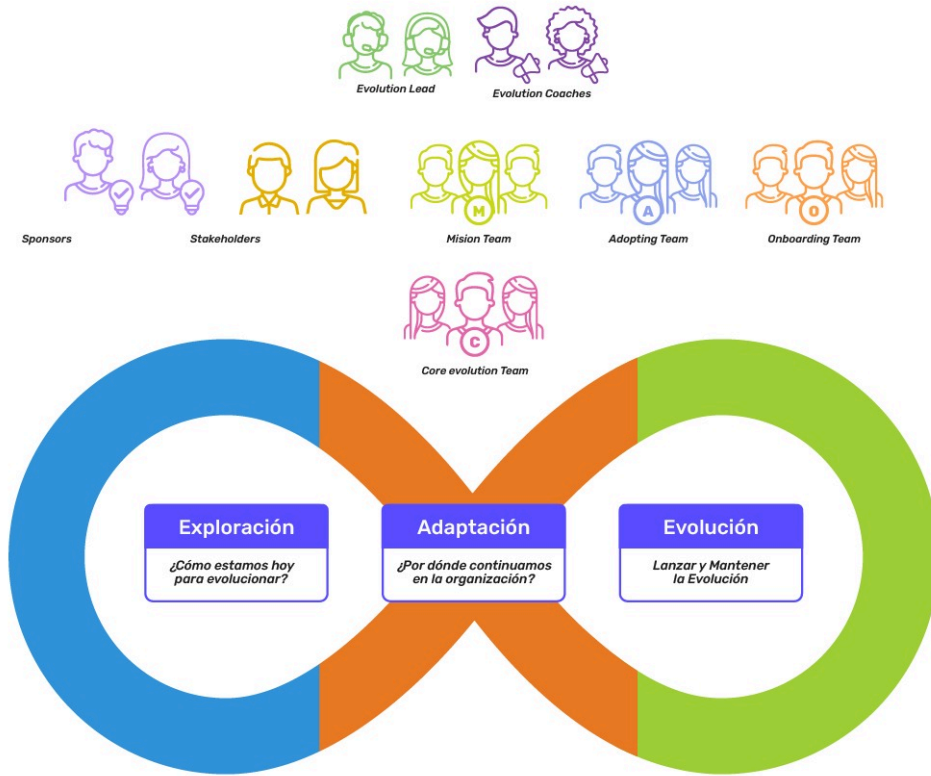 Evolution Lead
Evolution Coaches
Sponsors
Stakeholders
M
Mision Team
A
Adopting Team
O
Onboarding Team
C
Core evolution Team
Exploración
¿Cómo estamos hoy
para evolucionar?
Adaptación
¿Por dónde continuamos
en la organización?
Evolución
Lanzar y Mantener
la Evolución